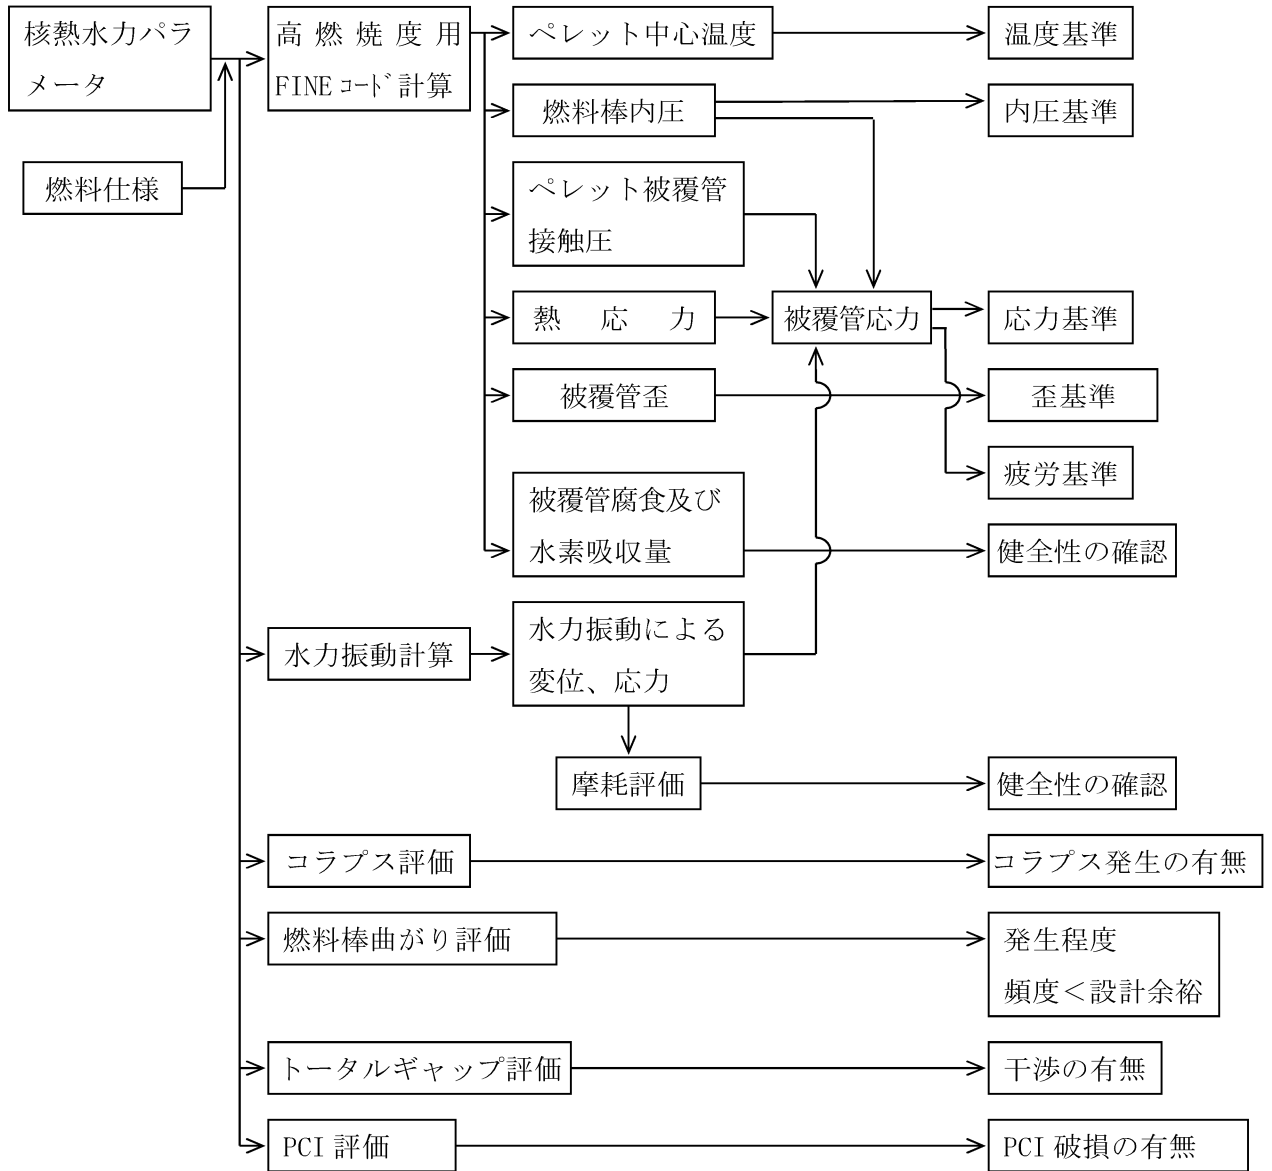 核熱水力パラ
メータ
燃料仕様
高燃焼度用
FINEコード計算
ペレット中心温度
温度基準
燃料棒内圧
内圧基準
ペレット被覆管
接触圧
熱応力
被覆管応力
応力基準
被覆管歪
歪基準
疲労基準
被覆管腐食及び
水素吸収量
健全性の確認
水力振動計算
水力振動による
変位、応力
摩耗評価
健全性の確認
コラプス評価
コラプス発生の有無
燃料棒曲がり評価
発生程度
頻度<設計余裕
トータルギャップ評価
干渉の有無
PCI 評価
PCI 破損の有無